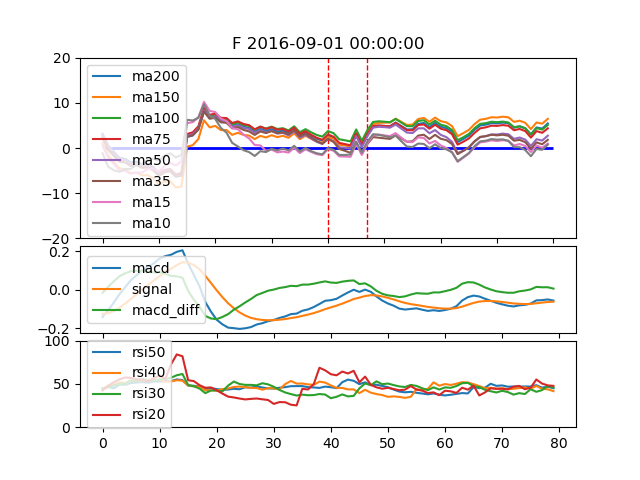 F 2016-09-01 00:00:00
20
10
0
−10
−20
ma200
ma150
ma100
ma75
ma50
ma35
ma15
ma10
0.2
0.0
−0.2
macd
signal
macd_diff
100
50
0
rsi50
rsi40
rsi30
rsi20
0 10 20 30 40 50 60 70 80